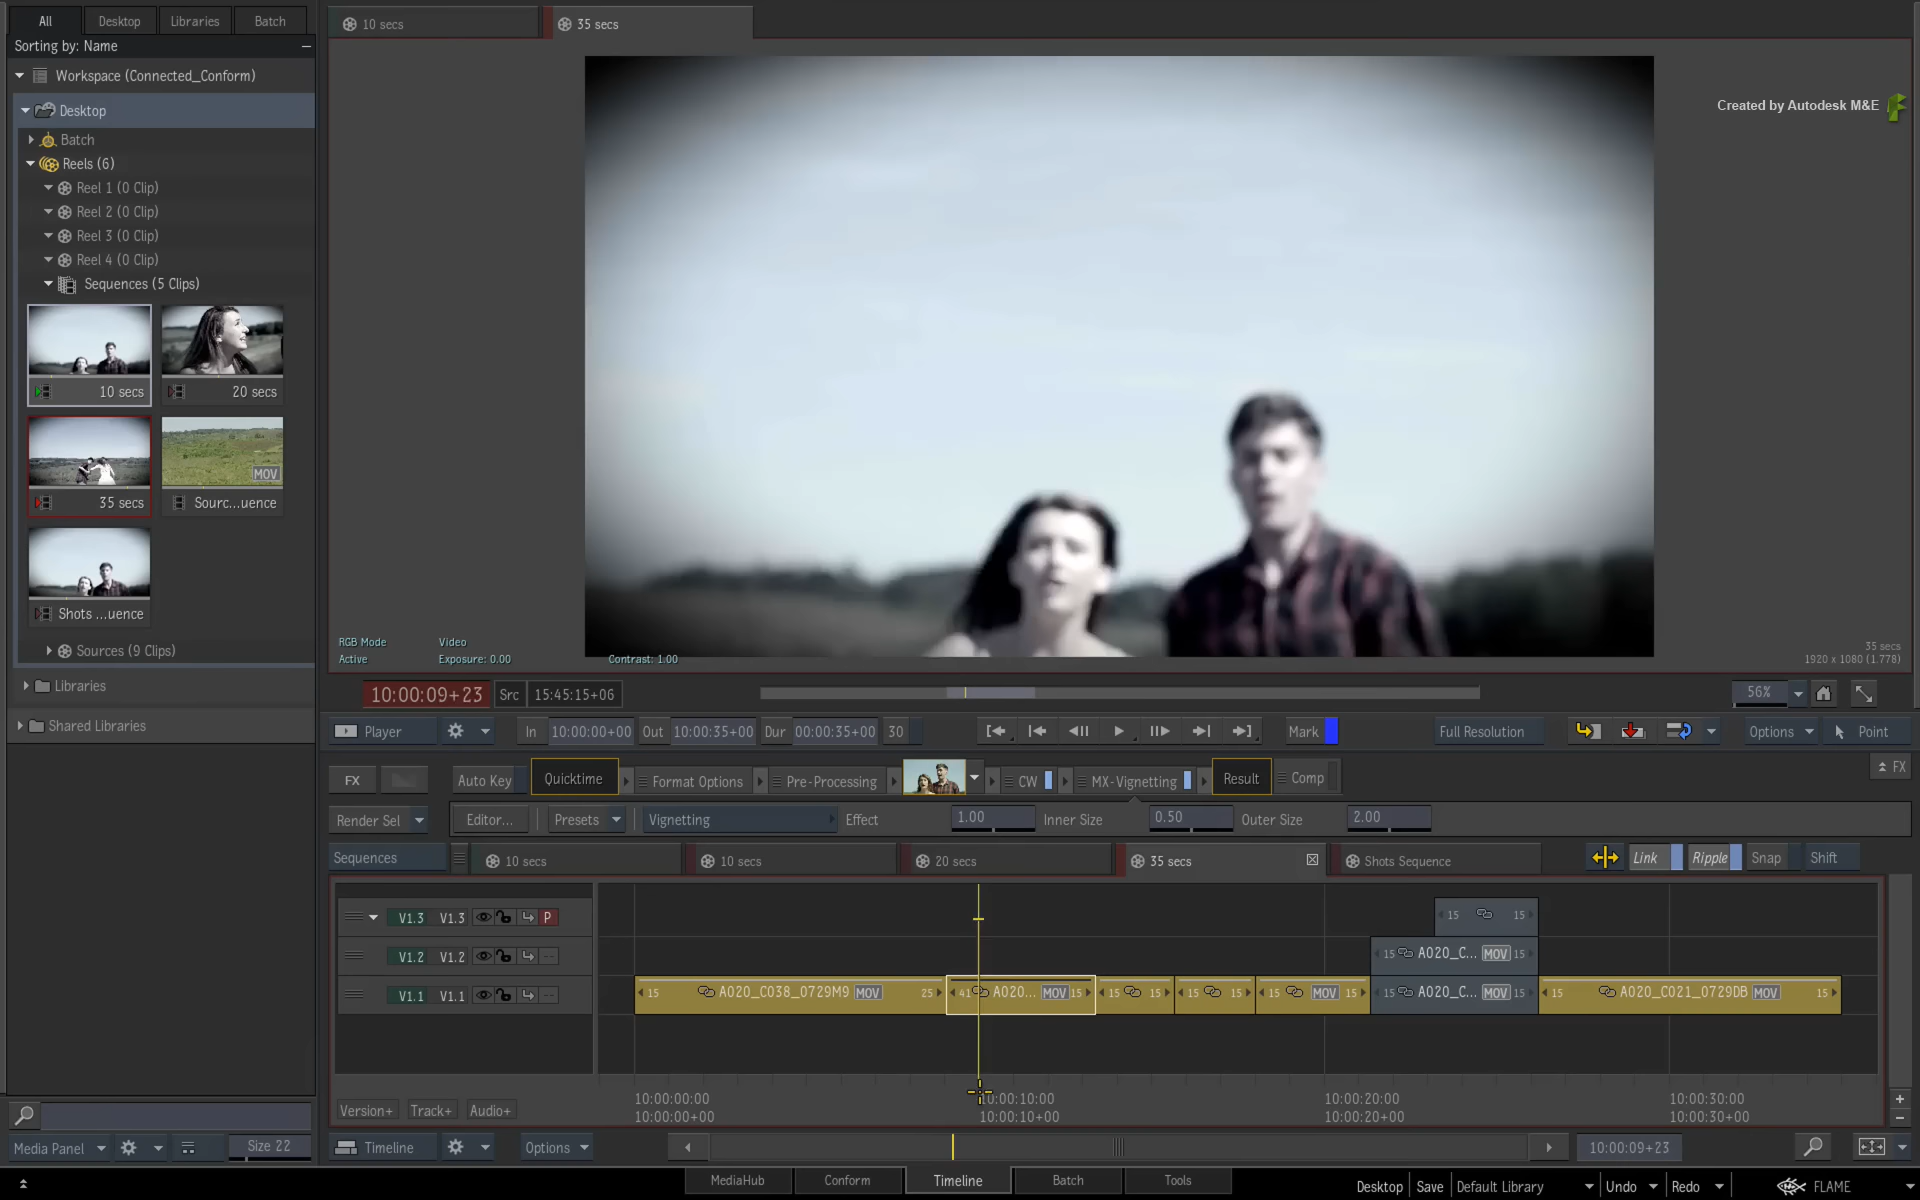 All Desktop Libraries Batch
Sorting by: Name
Workspace (Connected_Conform)
Desktop
Batch
Reels (6)
Reel 1 (0 Clip)
Reel 2 (0 Clip)
Reel 3 (0 Clip)
Reel 4 (0 Clip)
Sequences (5 Clips)
10 secs
20 secs
MOV
35 secs
Sourc...uence
Shots ...uence
Sources (9 Clips)
Libraries
Shared Libraries
Media Panel
Size 22
10 secs
35 secs
Created by Autodesk M&E
RGB Mode Video
Active Exposure: 0.00 Contrast: 1.00
35 secs
1920 x 1080 (1.778)
10:00:09+23 Src 15:45:15+06 56%
Player In 10:00:00+00 Out 10:00:35+00 Dur 00:00:35+00 30 Mark Full Resolution Options Point
FX Auto Key Quicktime Format Options Pre-Processing CW MX-Vignetting Result Comp FX
Render Sel Editor... Presets Vignetting Effect 1.00 Inner Size 0.50 Outer Size 2.00
Sequences 10 secs 10 secs 20 secs 35 secs Shots Sequence Link Ripple Snap Shift
V1.3 V1.3 P 15 15
V1.2 V1.2 -- 15 A020_C... MOV 15
V1.1 V1.1 -- 15 A020_C038_0729M9 MOV 25 41 A020... MOV 15 15 15 15 15 15 MOV 15 15 A020_C... MOV 15 15 A020_C021_0729DB MOV 15
10:00:00:00 10:00:10:00 10:00:20:00 10:00:30:00
10:00:00+00 10:00:10+00 10:00:20+00 10:00:30+00
Version+ Track+ Audio+
Timeline Options 10:00:09+23
MediaHub Conform Timeline Batch Tools
Desktop Save Default Library Undo Redo FLAME